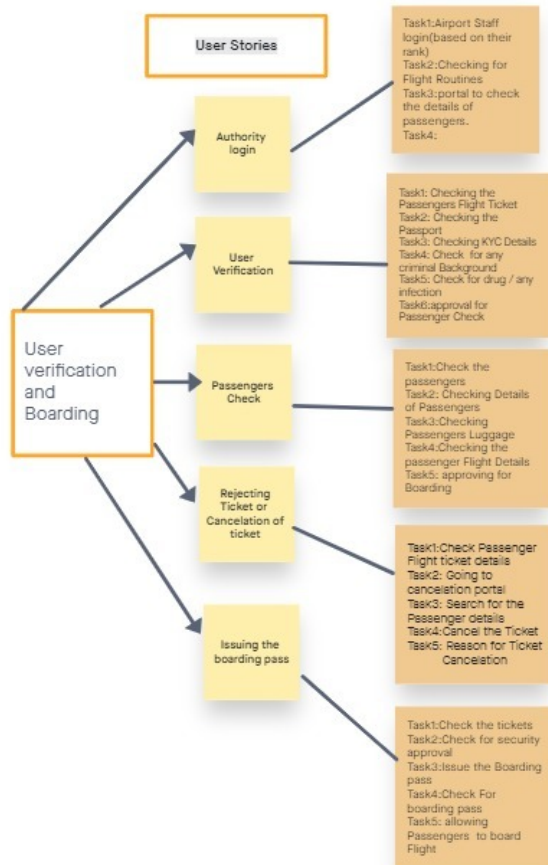 User Stories
Authority
login
Task1:Airport Staff
login(based on their
rank)
Task2:Checking for
Flight Routines
Task3:portal to check
the details of
passengers.
Task4:
User
Verification
Task1: Checking the
Passengers Flight Ticket
Task2: Checking the
Passport
Task3: Checking KYC Details
Task4: Check for any
criminal Background
Task5: Check for drug / any
infection
Task6:approval for
Passenger Check
User
verification
and
Boarding
Passengers
Check
Task1:Check the
passengers
Task2: Checking Details
of Passengers
Task3:Checking
Passengers Luggage
Task4:Checking the
passenger Flight Details
Task5: approving for
Boarding
Rejecting
Ticket or
Cancelation of
ticket
Task1:Check Passenger
Flight ticket details
Task2: Going to
cancelation portal
Task3: Search for the
Passenger details
Task4:Cancel the Ticket
Task5: Reason for Ticket
Cancelation
Issuing the
boarding pass
Task1:Check the tickets
Task2:Check for security
approval
Task3:Issue the Boarding
pass
Task4:Check For
boarding pass
Task5: allowing
Passengers to board
Flight